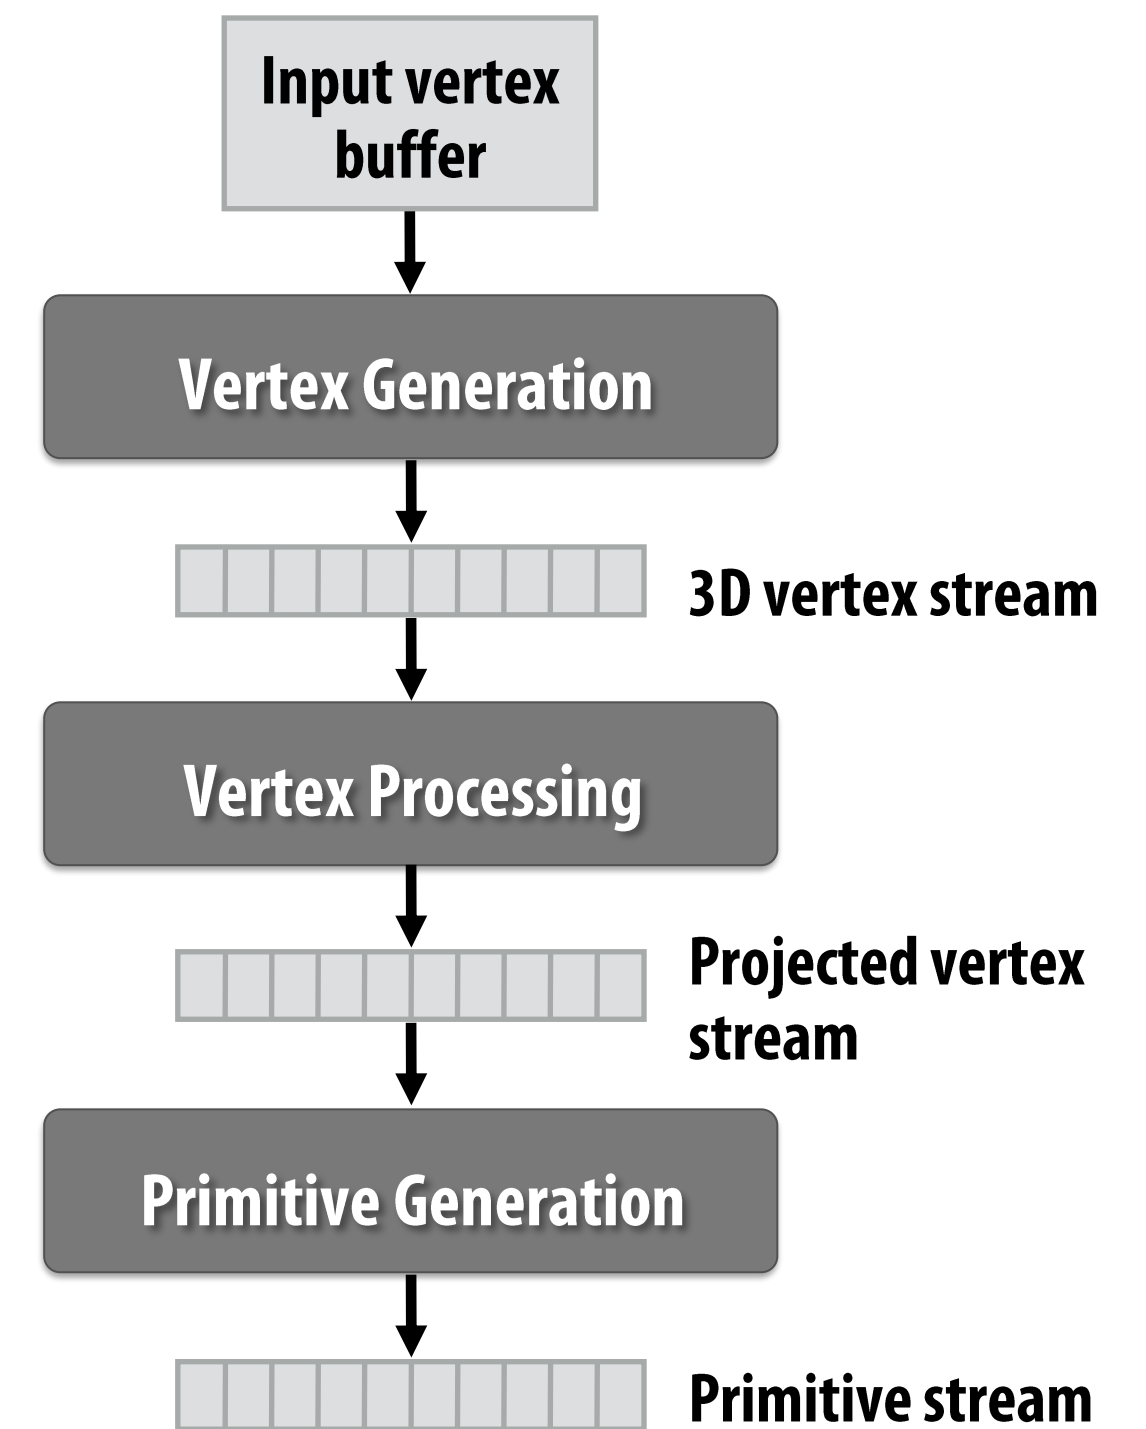 Input vertex
buffer
Vertex Generation
3D vertex stream
Vertex Processing
Projected vertex
stream
Primitive Generation
Primitive stream